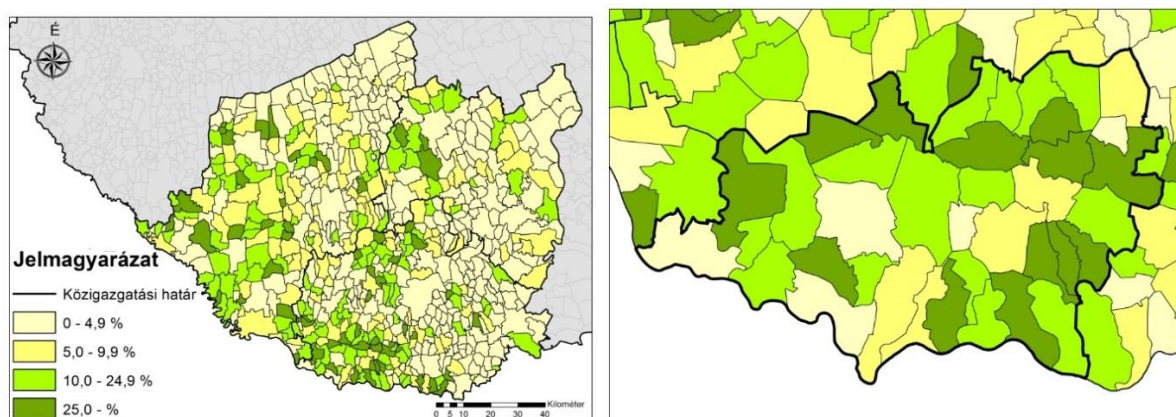 É
Jelmagyarázat
Közigazgatási határ
0 - 4,9 %
5,0 - 9,9 %
10,0 - 24,9 %
25,0 - %
Kilométer
0 5 10 20 30 40